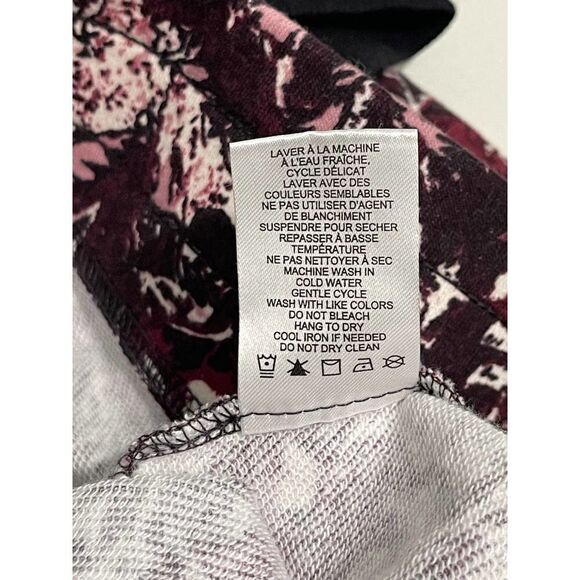 LAVER À LA MACHINE
À L'EAU FRAÎCHE,
CYCLE DÉLICAT
LAVER AVEC DES
COULEURS SEMBLABLES
NE PAS UTILISER D'AGENT
DE BLANCHIMENT
SUSPENDRE POUR SECHER
REPASSER À BASSE
TEMPÉRATURE
NE PAS NETTOYER À SEC
MACHINE WASH IN
COLD WATER
GENTLE CYCLE
WASH WITH LIKE COLORS
DO NOT BLEACH
HANG TO DRY
COOL IRON IF NEEDED
DO NOT DRY CLEAN